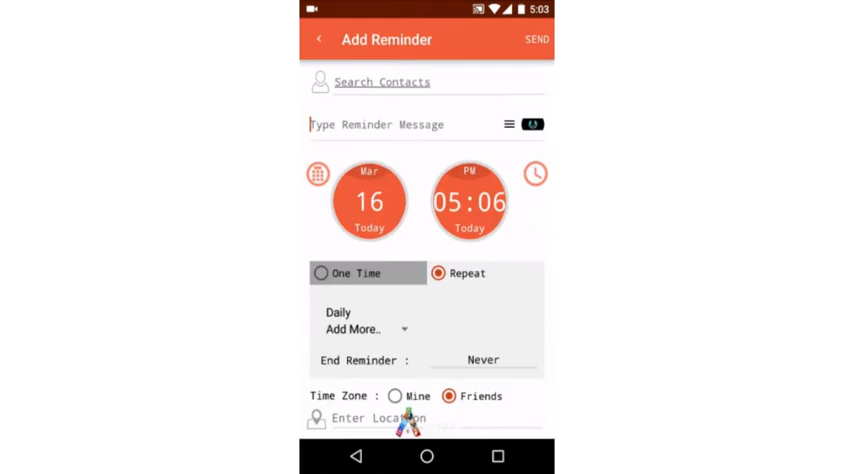 5:03
Add Reminder SEND
Search Contacts
Type Reminder Message
Mar PM
16 05:06
Today Today
One Time Repeat
Daily
Add More..
End Reminder : Never
Time Zone : Mine Friends
Enter Location